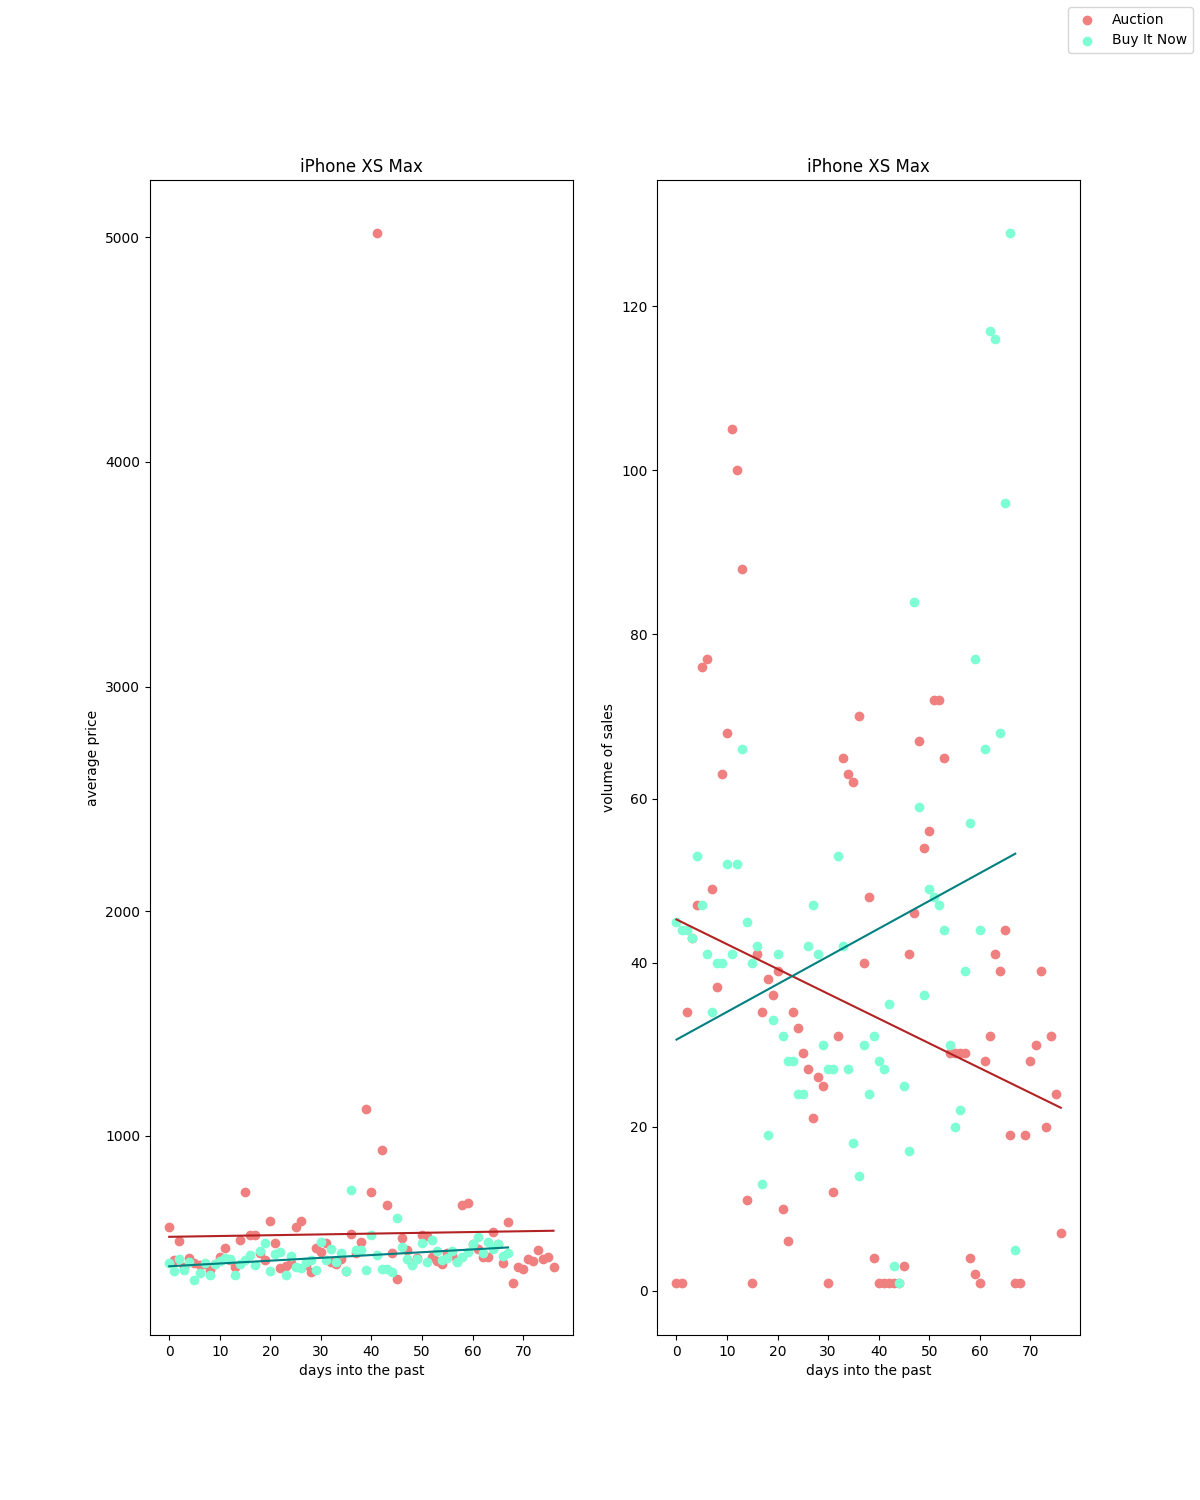 Auction
Buy It Now
iPhone XS Max
5000
4000
3000
2000
1000
average price
0 10 20 30 40 50 60 70
days into the past
iPhone XS Max
120
100
80
60
40
20
0
volume of sales
0 10 20 30 40 50 60 70
days into the past